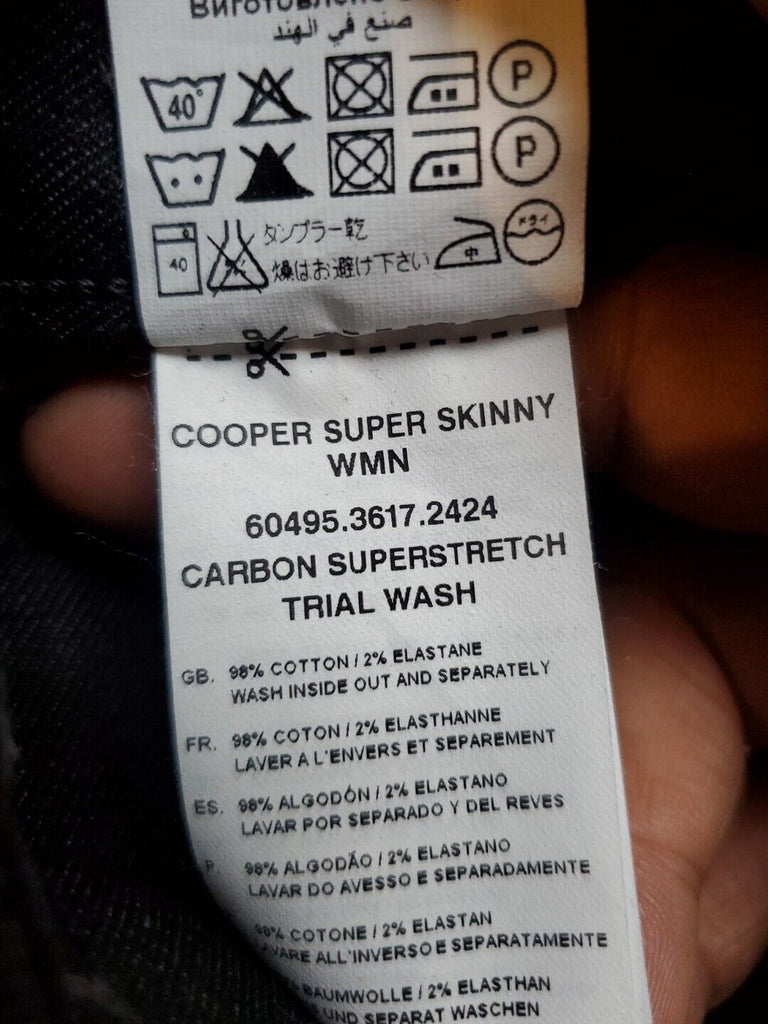 صنع في الهند
40°
P
P
40
タンブラー乾
燥はお避け下さい
中
ドライ
COOPER SUPER SKINNY
WMN
60495.3617.2424
CARBON SUPERSTRETCH
TRIAL WASH
GB. 98% COTTON / 2% ELASTANE
WASH INSIDE OUT AND SEPARATELY
FR. 98% COTON / 2% ELASTHANNE
LAVER A L'ENVERS ET SEPAREMENT
ES. 98% ALGODÓN / 2% ELASTANO
LAVAR POR SEPARADO Y DEL REVES
P. 98% ALGODÃO / 2% ELASTANO
LAVAR DO AVESSO E SEPARADAMENTE
98% COTONE / 2% ELASTAN
ALL'INVERSO E SEPARATAMENTE
BAUMWOLLE / 2% ELASTHAN
UND SEPARAT WASCHEN